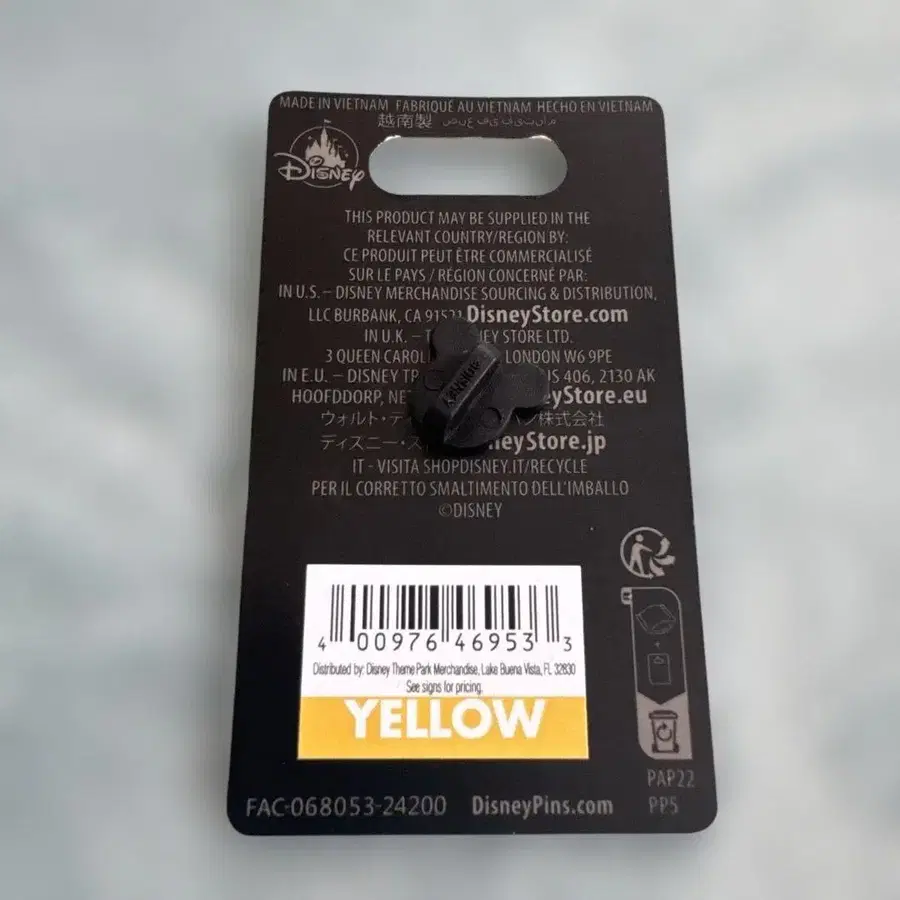 MADE IN VIETNAM FABRIQUÉ AU VIETNAM HECHO EN VIETNAM
越南製
Disney
THIS PRODUCT MAY BE SUPPLIED IN THE
RELEVANT COUNTRY/REGION BY:
CE PRODUIT PEUT ÊTRE COMMERCIALISÉ
SUR LE PAYS / RÉGION CONCERNÉ PAR:
IN U.S. – DISNEY MERCHANDISE SOURCING & DISTRIBUTION,
LLC BURBANK, CA DisneyStore.com
IN U.K. – STORE LTD.
3 QUEEN LONDON W6 9PE
IN E.U. – DISNEY 406, 2130 AK
HOOFDDORP,
ウォルト・ 株式会社
ディズニー・
IT - VISITA SHOPDISNEY.IT/RECYCLE
PER IL CORRETTO SMALTIMENTO DELL'IMBALLO
©DISNEY
4 00976 46953 3
Distributed by: Disney Theme Park Merchandise, Lake Buena Vista, FL 32830
See signs for pricing.
YELLOW
PAP22
FAC-068053-24200 DisneyPins.com PP5